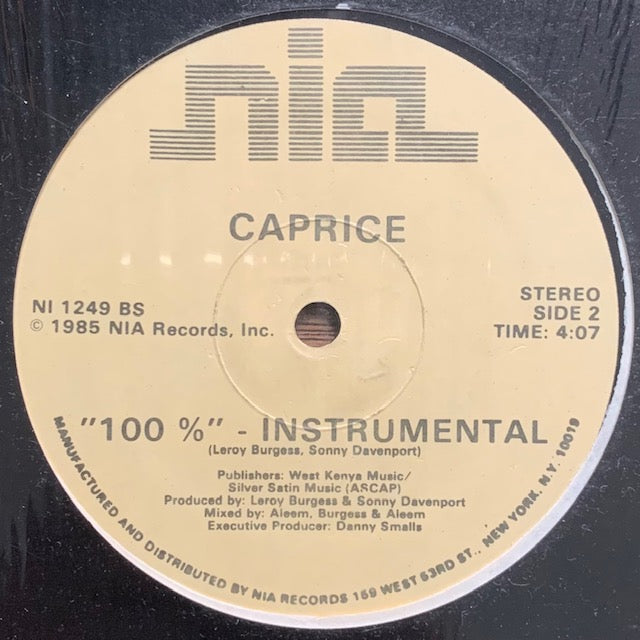 nia
CAPRICE
NI 1249 BS
© 1985 NIA Records, Inc.
STEREO
SIDE 2
TIME: 4:07
"100 %" - INSTRUMENTAL
(Leroy Burgess, Sonny Davenport)
Publishers: West Kenya Music/
Silver Satin Music (ASCAP)
Produced by: Leroy Burgess & Sonny Davenport
Mixed by: Aleem, Burgess & Aleem
Executive Producer: Danny Smalls
MANUFACTURED AND DISTRIBUTED BY NIA RECORDS 159 WEST 53RD ST., NEW YORK, N.Y. 10019